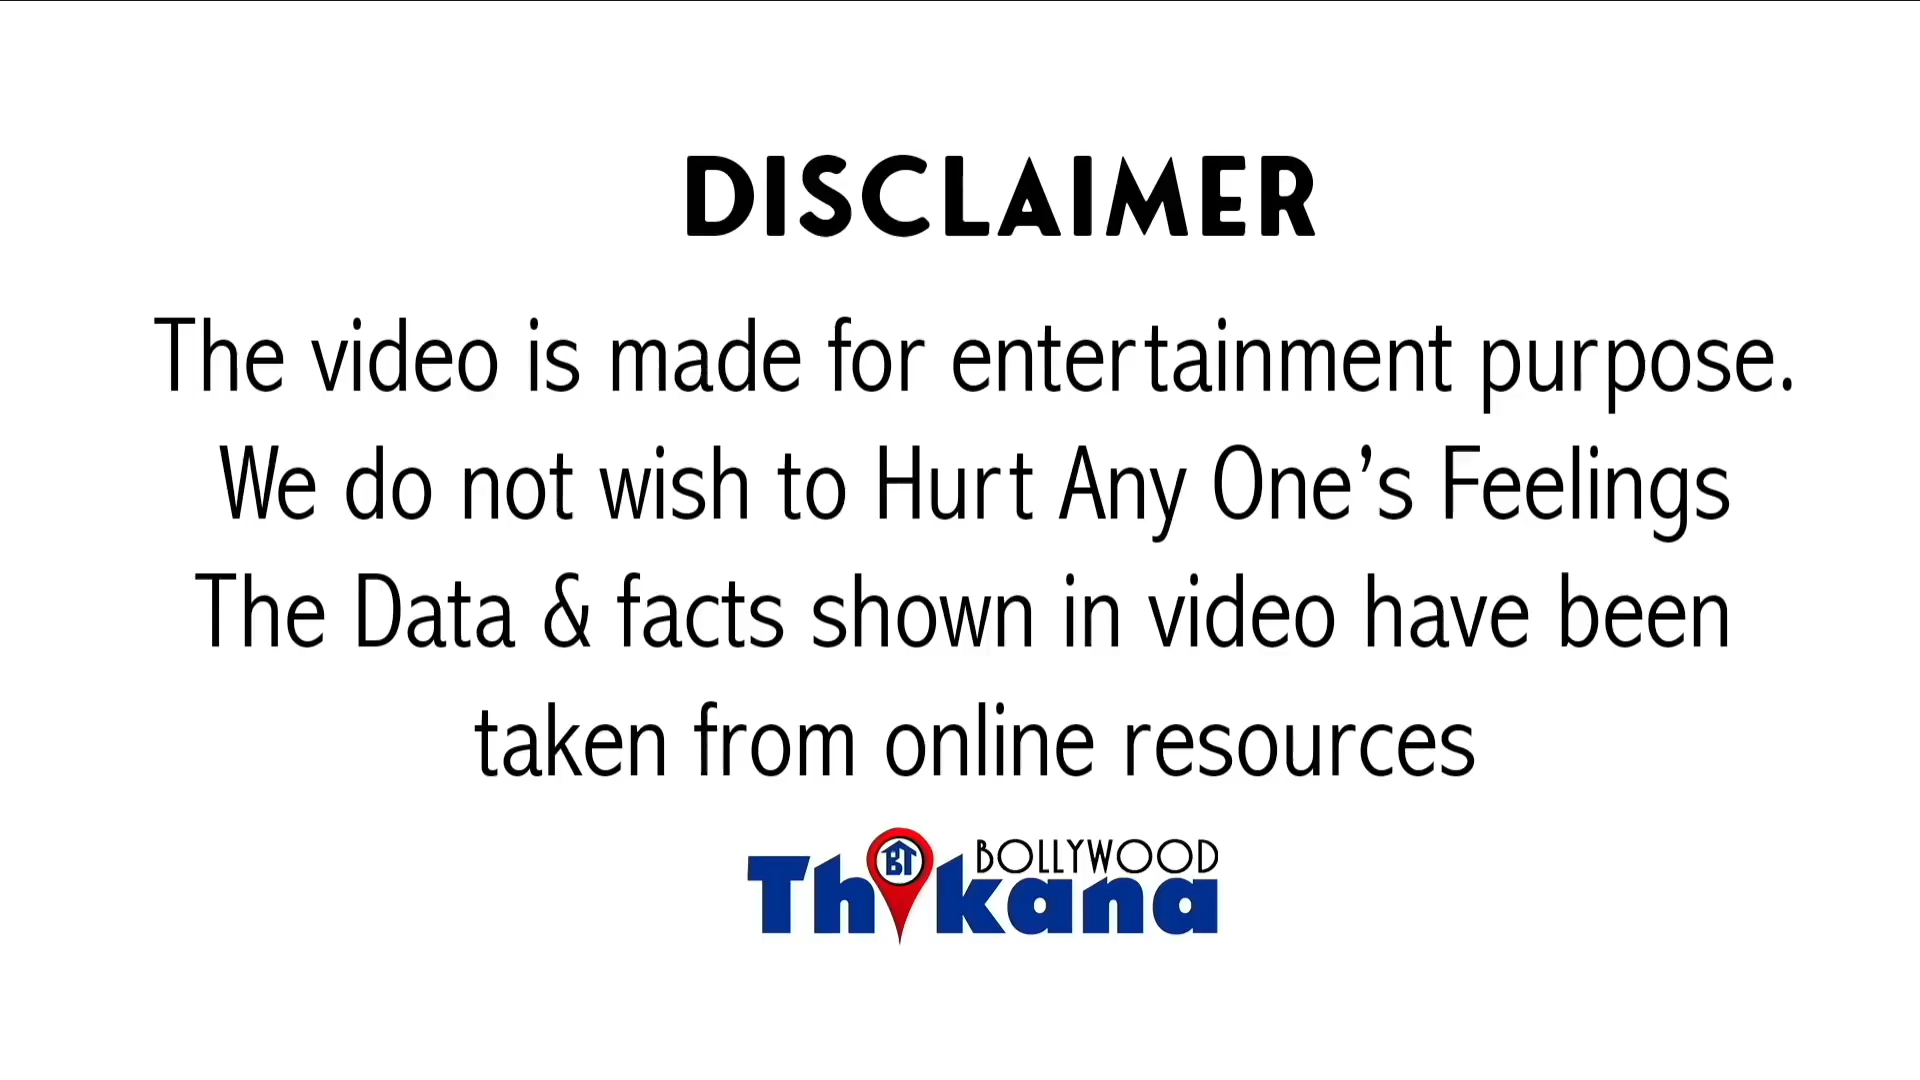 DISCLAIMER
The video is made for entertainment purpose.
We do not wish to Hurt Any One’s Feelings
The Data & facts shown in video have been
taken from online resources
BOLLYWOOD
BT
Thikana